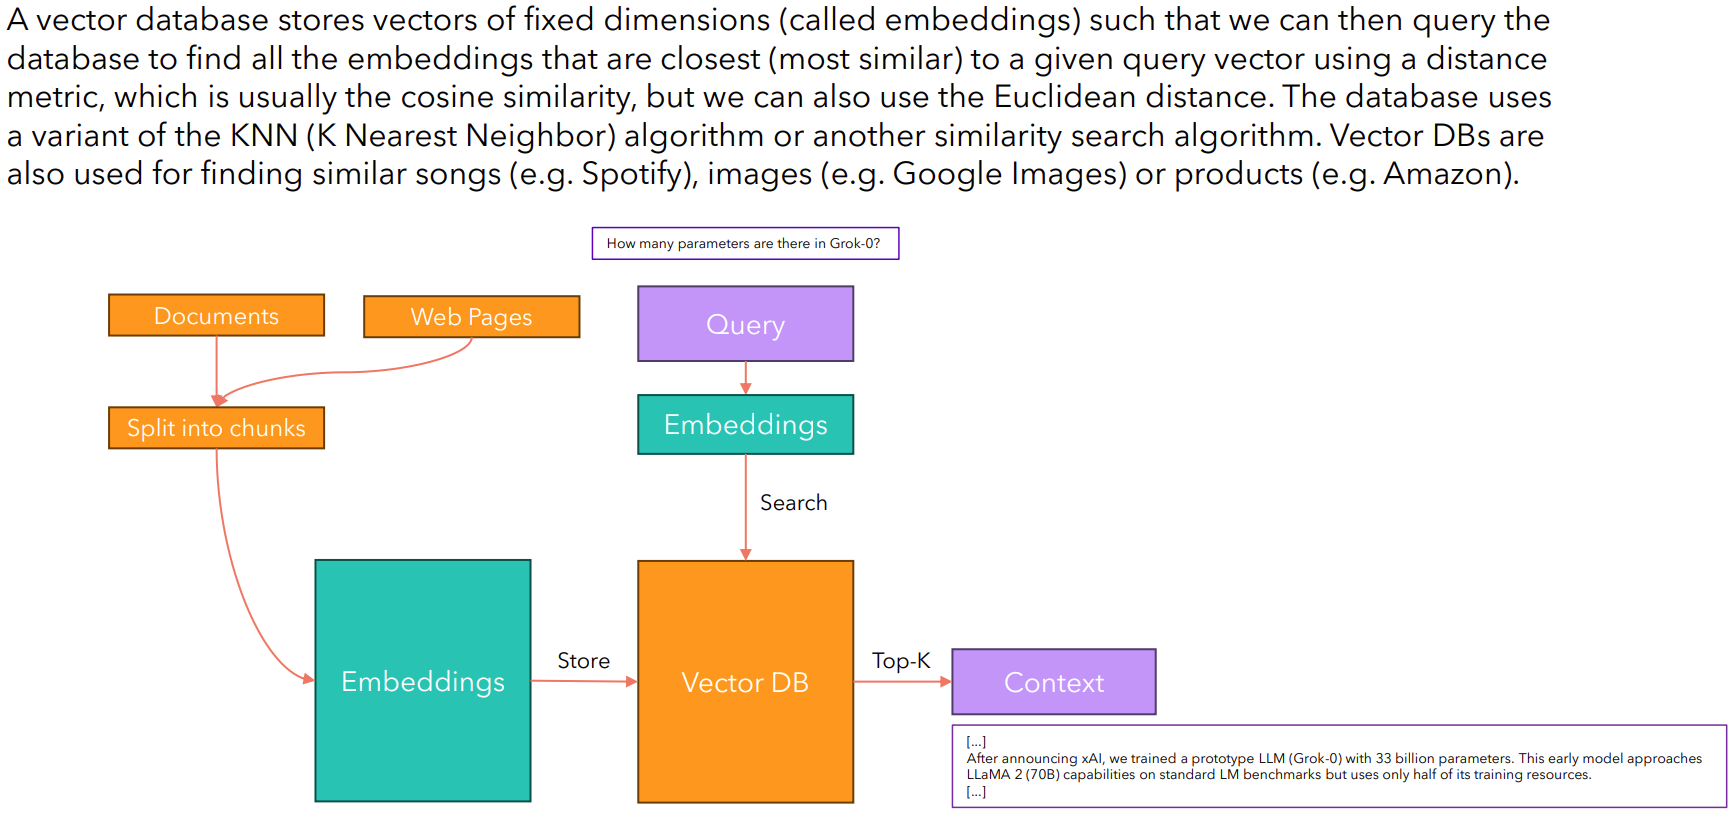 A vector database stores vectors of fixed dimensions (called embeddings) such that we can then query the
database to find all the embeddings that are closest (most similar) to a given query vector using a distance
metric, which is usually the cosine similarity, but we can also use the Euclidean distance. The database uses
a variant of the KNN (K Nearest Neighbor) algorithm or another similarity search algorithm. Vector DBs are
also used for finding similar songs (e.g. Spotify), images (e.g. Google Images) or products (e.g. Amazon).
How many parameters are there in Grok-0?
Documents
Web Pages
Query
Split into chunks
Embeddings
Search
Embeddings
Store
Vector DB
Top-K
Context
[...]
After announcing xAI, we trained a prototype LLM (Grok-0) with 33 billion parameters. This early model approaches
LLaMA 2 (70B) capabilities on standard LM benchmarks but uses only half of its training resources.
[...]